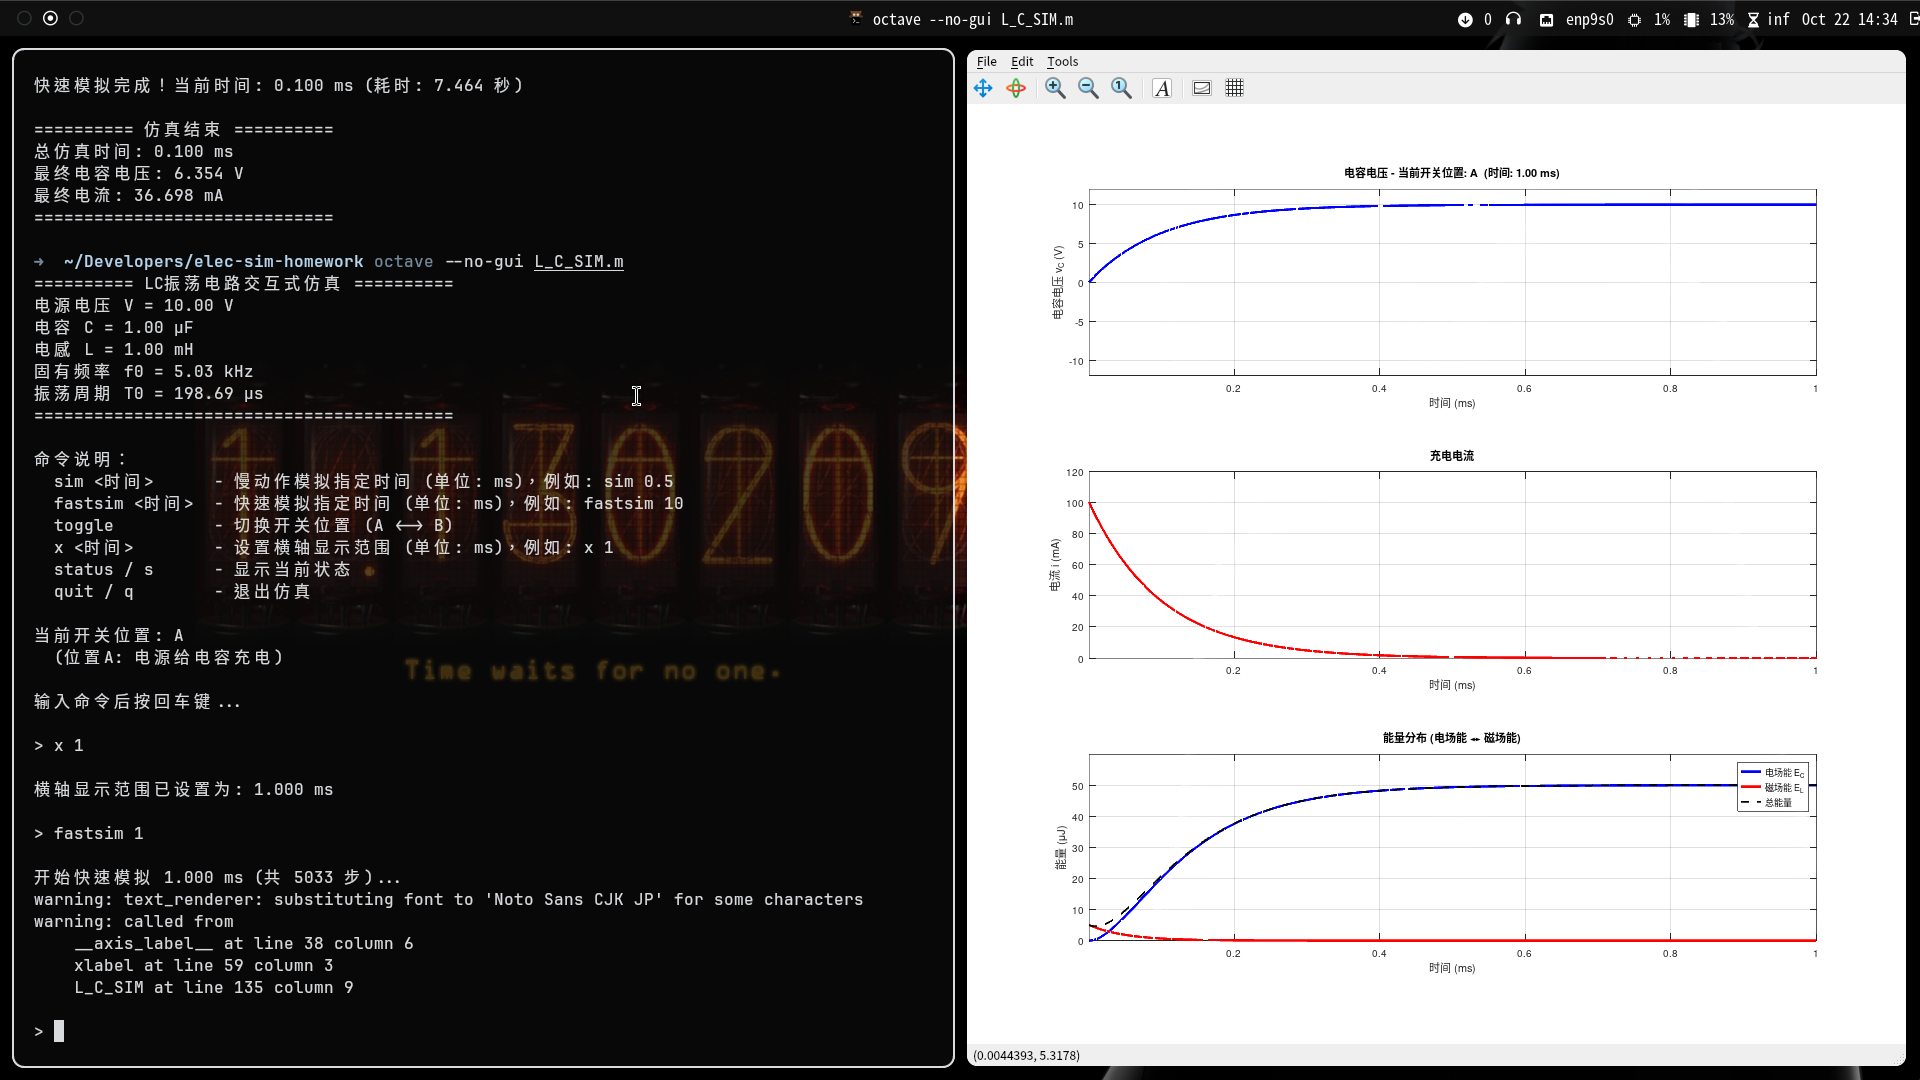 octave --no-gui L_C_SIM.m
0 enp9s0 1% 13% inf Oct 22 14:34
快速模拟完成！当前时间: 0.100 ms (耗时: 7.464 秒)
========== 仿真结束 ==========
总仿真时间: 0.100 ms
最终电容电压: 6.354 V
最终电流: 36.698 mA
==============================
→ ~/Developers/elec-sim-homework octave --no-gui L_C_SIM.m
========== LC振荡电路交互式仿真 ==========
电源电压 V = 10.00 V
电容 C = 1.00 μF
电感 L = 1.00 mH
固有频率 f0 = 5.03 kHz
振荡周期 T0 = 198.69 μs
==========================================
命令说明：
sim <时间> - 慢动作模拟指定时间 (单位: ms)，例如: sim 0.5
fastsim <时间> - 快速模拟指定时间 (单位: ms)，例如: fastsim 10
toggle - 切换开关位置 (A <-> B)
x <时间> - 设置横轴显示范围 (单位: ms)，例如: x 1
status / s - 显示当前状态
quit / q - 退出仿真
当前开关位置: A
(位置A: 电源给电容充电)
输入命令后按回车键...
> x 1
横轴显示范围已设置为: 1.000 ms
> fastsim 1
开始快速模拟 1.000 ms (共 5033 步)...
warning: text_renderer: substituting font to 'Noto Sans CJK JP' for some characters
warning: called from
__axis_label__ at line 38 column 6
xlabel at line 59 column 3
L_C_SIM at line 135 column 9
>
1 1 3 0 2 0 9
Time waits for no one.
File Edit Tools
A
电容电压 - 当前开关位置: A (时间: 1.00 ms)
电容电压 v_C (V)
10
5
0
-5
-10
0.2 0.4 0.6 0.8 1
时间 (ms)
充电电流
电流 i (mA)
120
100
80
60
40
20
0
0.2 0.4 0.6 0.8 1
时间 (ms)
能量分布 (电场能 ↔ 磁场能)
能量 (μJ)
50
40
30
20
10
0
电场能 E_C
磁场能 E_L
总能量
0.2 0.4 0.6 0.8 1
时间 (ms)
(0.0044393, 5.3178)